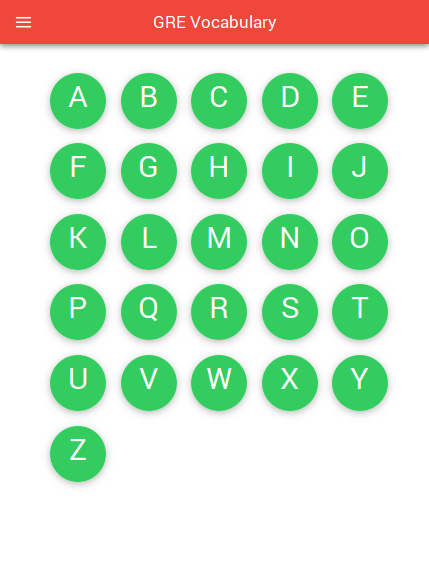 GRE Vocabulary
A B C D E
F G H I J
K L M N O
P Q R S T
U V W X Y
Z